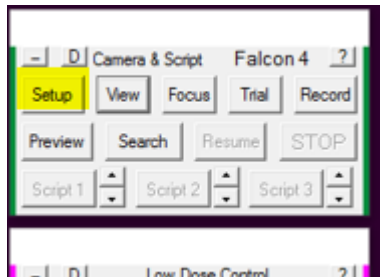 – D Camera & Script Falcon 4 ?
Setup View Focus Trial Record
Preview Search Resume STOP
Script 1 Script 2 Script 3
– D Low Dose Control ?